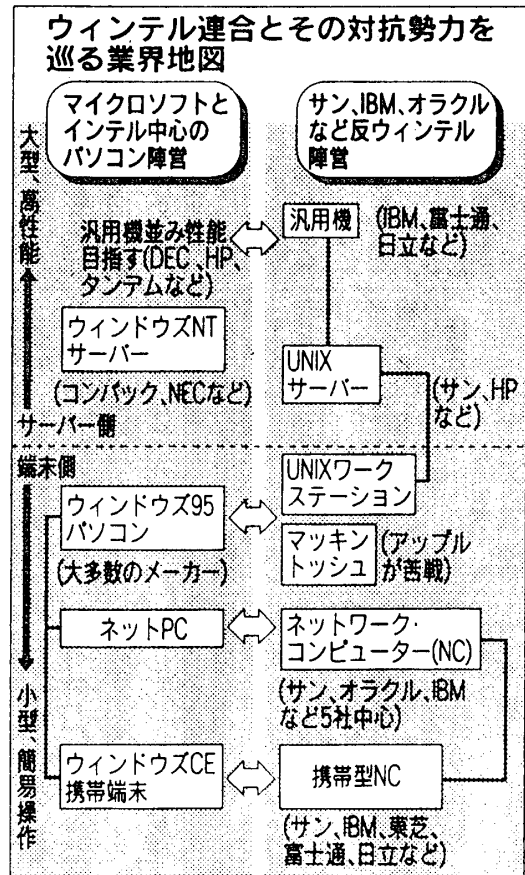 ウィンテル連合とその対抗勢力を
巡る業界地図
マイクロソフトと
インテル中心の
パソコン陣営
サン、IBM、オラクル
など反ウィンテル
陣営
大型、高性能
汎用機並み性能
目指す(DEC、HP、
タンデムなど)
汎用機
(IBM、富士通、
日立など)
ウィンドウズNT
サーバー
(コンパック、NECなど)
UNIX
サーバー
(サン、HP
など)
サーバー側
端末側
UNIXワーク
ステーション
ウィンドウズ95
パソコン
(大多数のメーカー)
マッキン
トッシュ
(アップル
が苦戦)
ネットPC
ネットワーク・
コンピューター(NC)
(サン、オラクル、IBM
など5社中心)
小型、簡易操作
ウィンドウズCE
携帯端末
携帯型NC
(サン、IBM、東芝、
富士通、日立など)